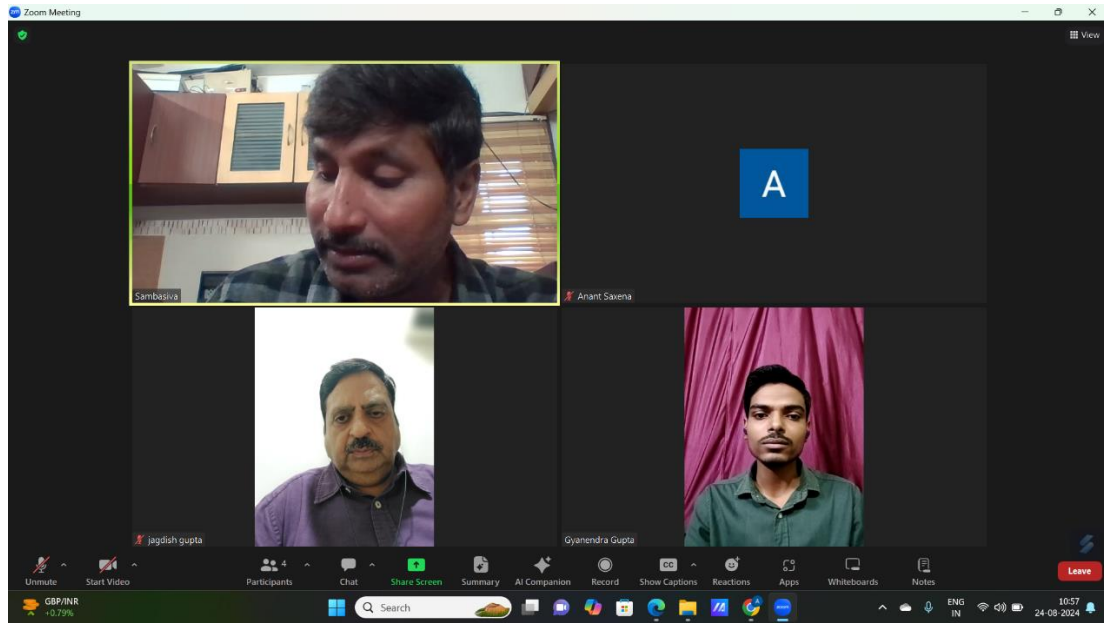 zm Zoom Meeting
View
A
Sambasiva
Anant Saxena
jagdish gupta
Gyanendra Gupta
4
CC
Unmute
Start Video
Participants
Chat
Share Screen
Summary
AI Companion
Record
Show Captions
Reactions
Apps
Whiteboards
Notes
Leave
GBP/INR
+0.79%
Search
ENG
IN
10:57
24-08-2024